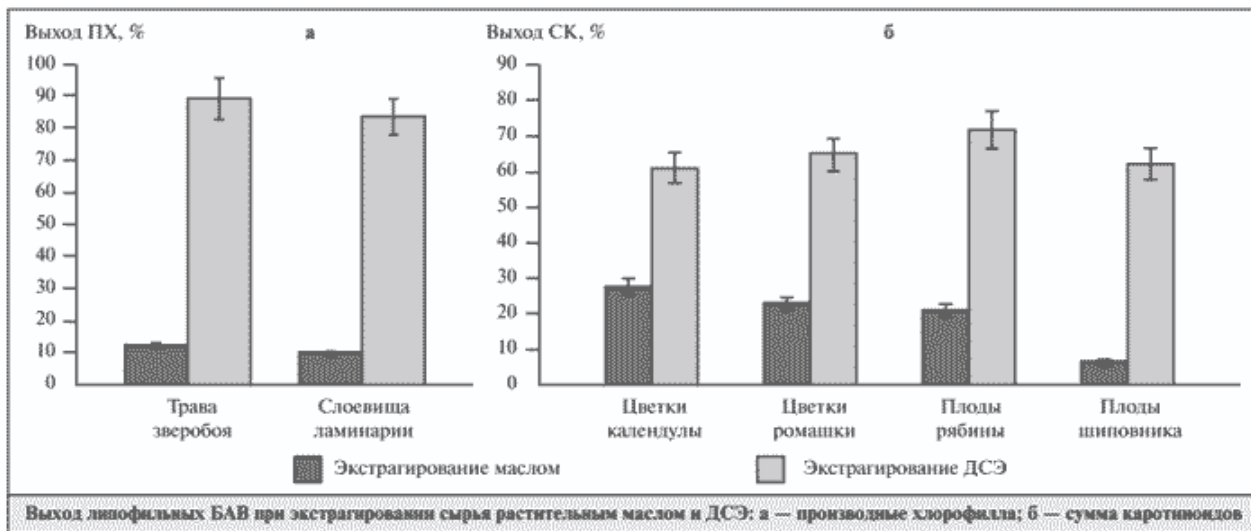 Выход ПХ, %
а
100
90
80
70
60
50
40
30
20
10
0
Трава
зверобоя
Слоевища
ламинарии
Выход СК, %
б
90
80
70
60
50
40
30
20
10
0
Цветки
календулы
Цветки
ромашки
Плоды
рябины
Плоды
шиповника
Экстрагирование маслом
Экстрагирование ДСЭ
Выход липофильных БАВ при экстрагировании сырья растительным маслом и ДСЭ: а — производные хлорофилла; б — сумма каротиноидов